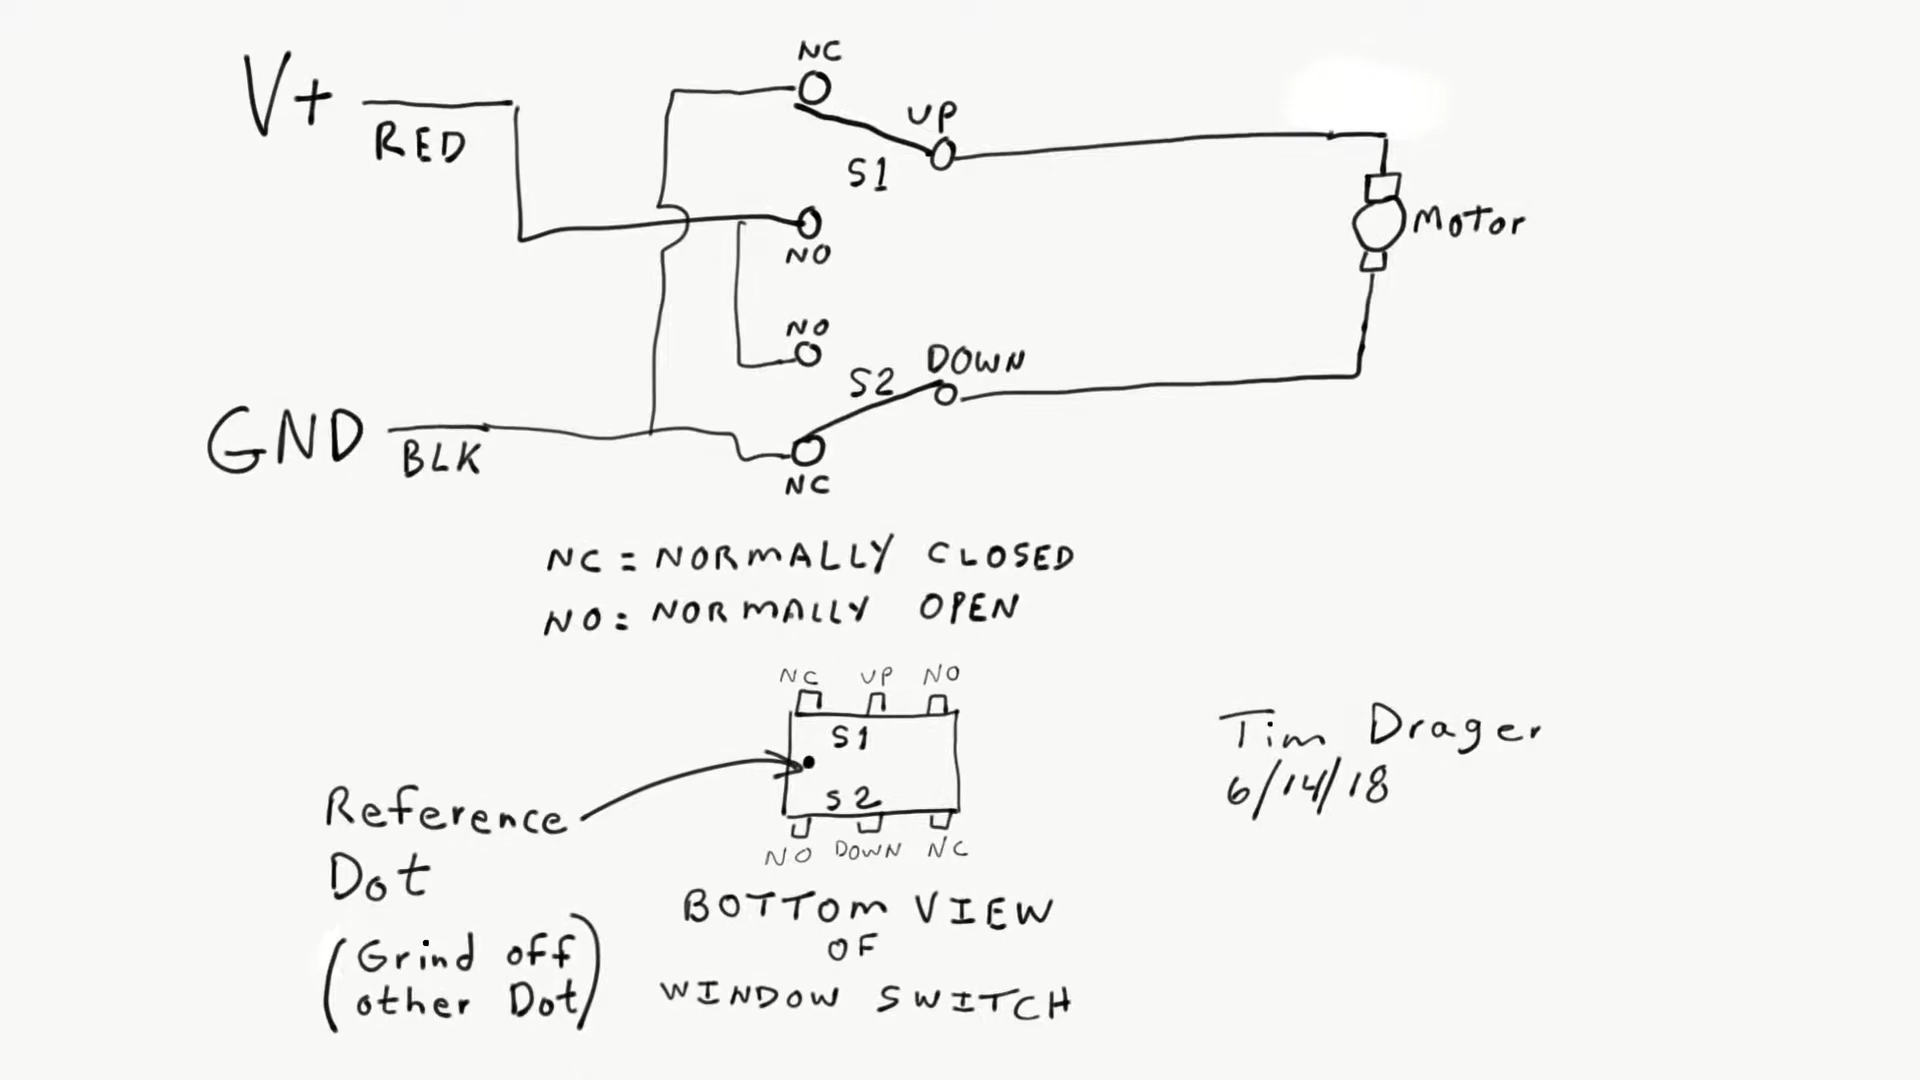 NC
V+
UP
RED
S1
Motor
NO
NO
DOWN
S2
GND
BLK
NC
NC = NORMALLY CLOSED
NO = NORMALLY OPEN
NC UP NO
S1
S2
NO DOWN NC
Tim Drager
6/14/18
Reference
Dot
(Grind off
other Dot)
BOTTOM VIEW
OF
WINDOW SWITCH